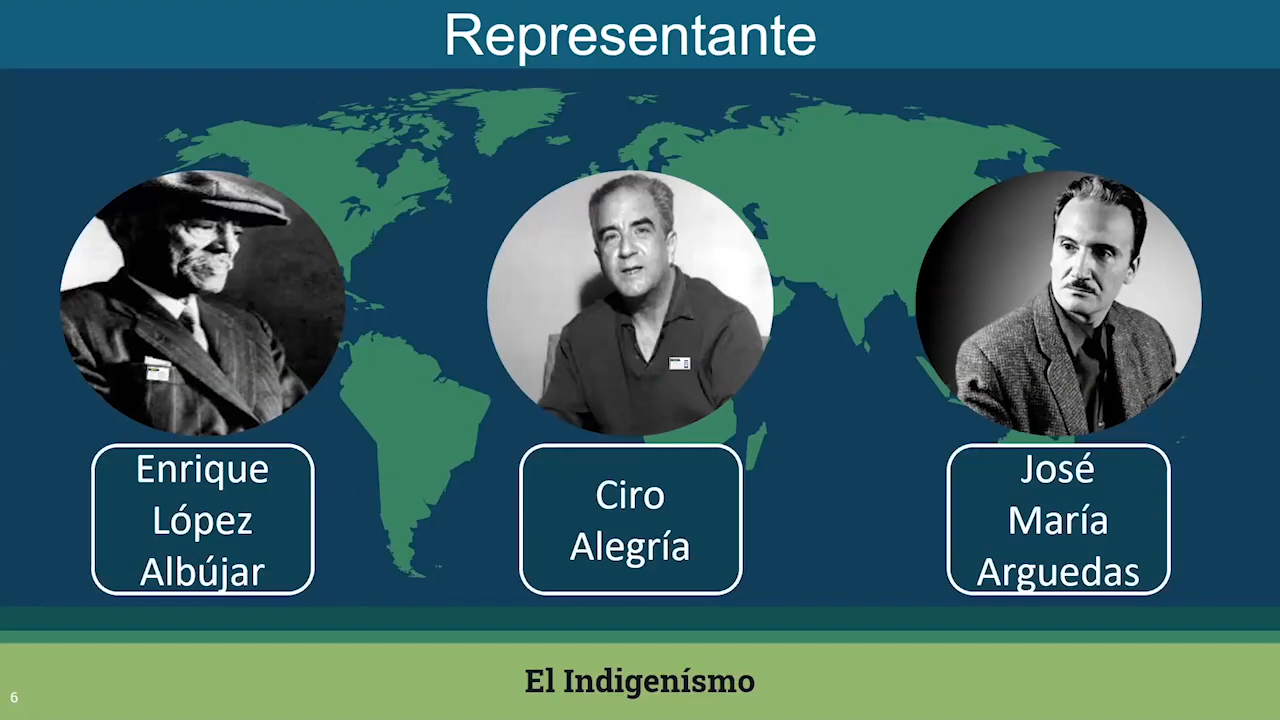 Representante
Enrique
López
Albújar
Ciro
Alegría
José
María
Arguedas
El Indigenísmo
6